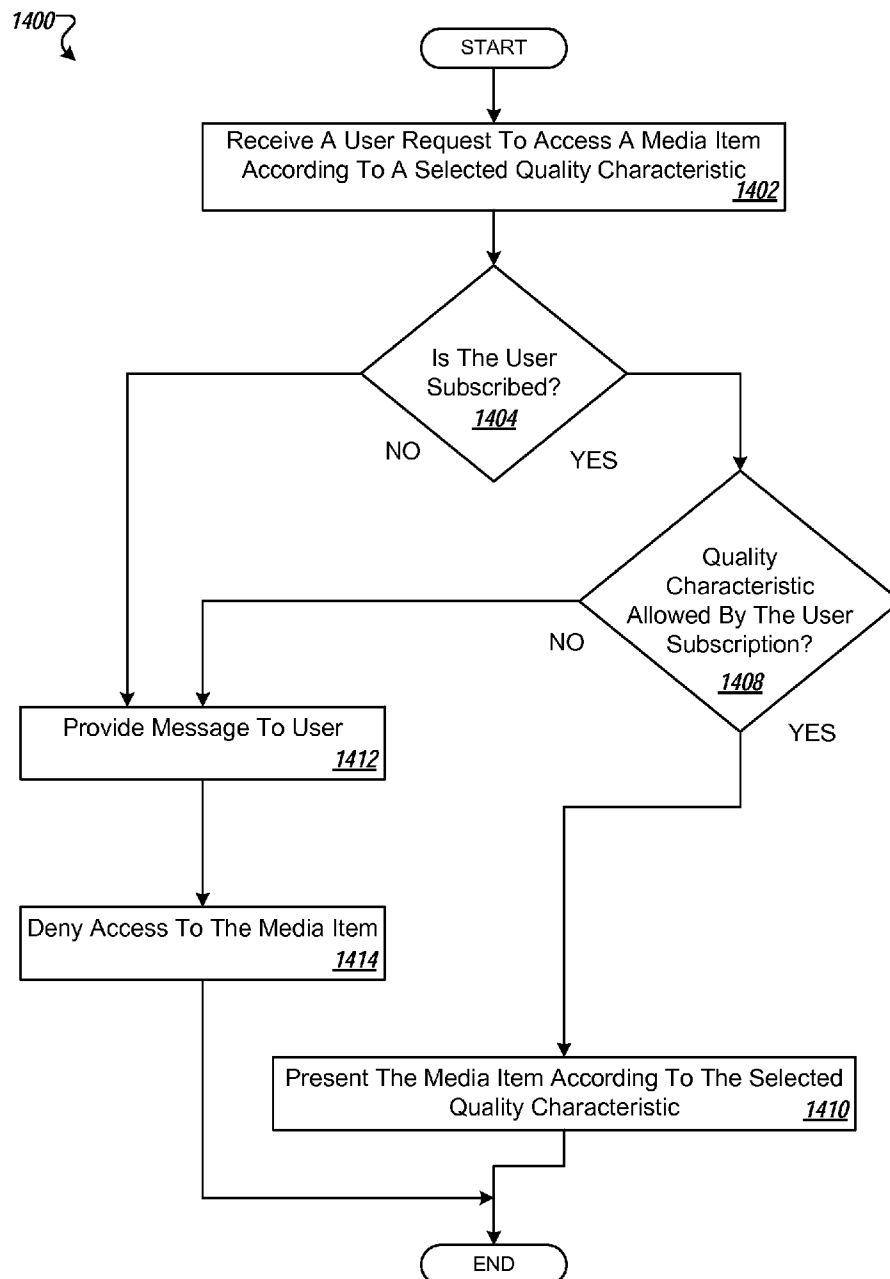 1400
START
Receive A User Request To Access A Media Item
According To A Selected Quality Characteristic
1402
Is The User
Subscribed?
1404
NO
YES
Quality
Characteristic
Allowed By The User
Subscription?
1408
NO
YES
Provide Message To User
1412
Deny Access To The Media Item
1414
Present The Media Item According To The Selected
Quality Characteristic
1410
END